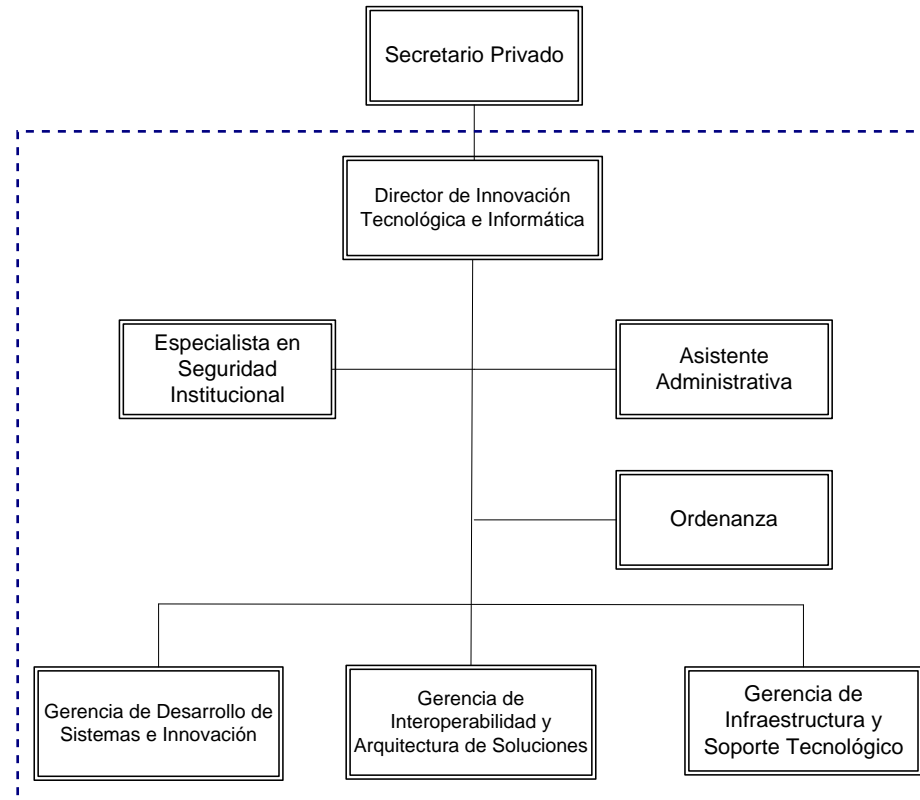 Secretario Privado
Director de Innovación
Tecnológica e Informática
Especialista en
Seguridad
Institucional
Asistente
Administrativa
Ordenanza
Gerencia de Desarrollo de
Sistemas e Innovación
Gerencia de
Interoperabilidad y
Arquitectura de Soluciones
Gerencia de
Infraestructura y
Soporte Tecnológico